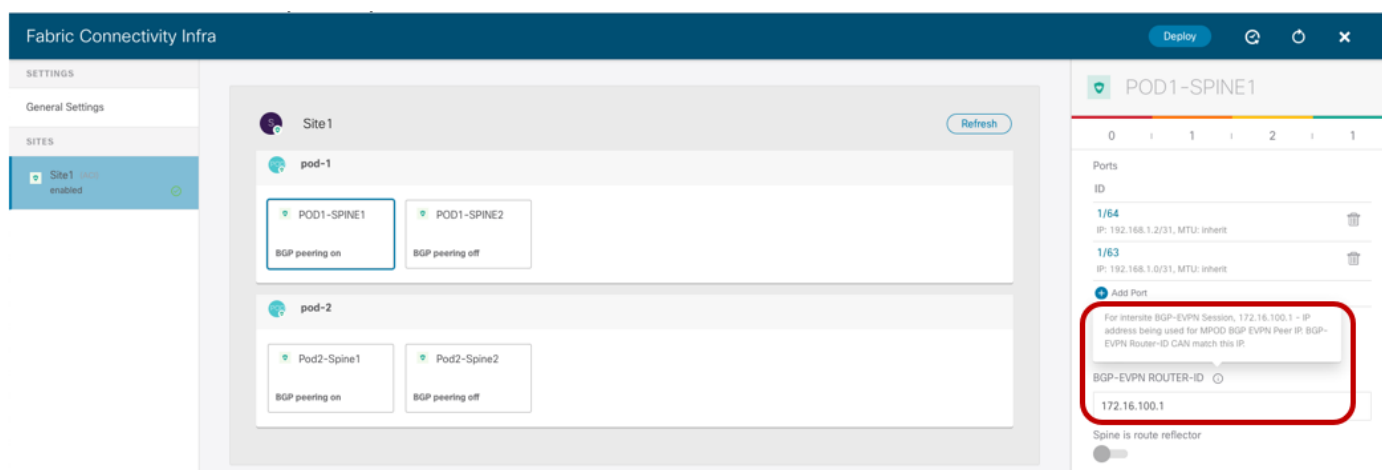 Fabric Connectivity Infra
Deploy
SETTINGS
General Settings
SITES
Site1
enabled
Site1
Refresh
pod-1
POD1-SPINE1
BGP peering on
POD1-SPINE2
BGP peering off
pod-2
Pod2-Spine1
BGP peering on
Pod2-Spine2
BGP peering off
POD1-SPINE1
0 1 2 1
Ports
ID
1/64
IP: 192.168.1.2/31, MTU: inherit
1/63
IP: 192.168.1.0/31, MTU: inherit
Add Port
For intersite BGP-EVPN Session, 172.16.100.1 - IP
address being used for MPOD BGP EVPN Peer IP. BGP-
EVPN Router-ID CAN match this IP.
BGP-EVPN ROUTER-ID
172.16.100.1
Spine is route reflector